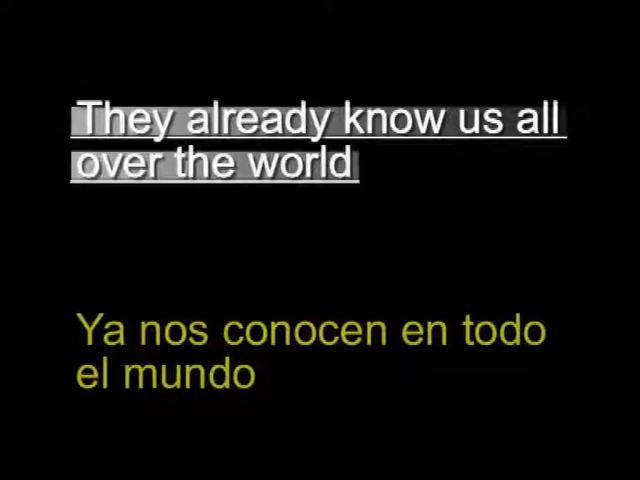 They already know us all
over the world
Ya nos conocen en todo
el mundo